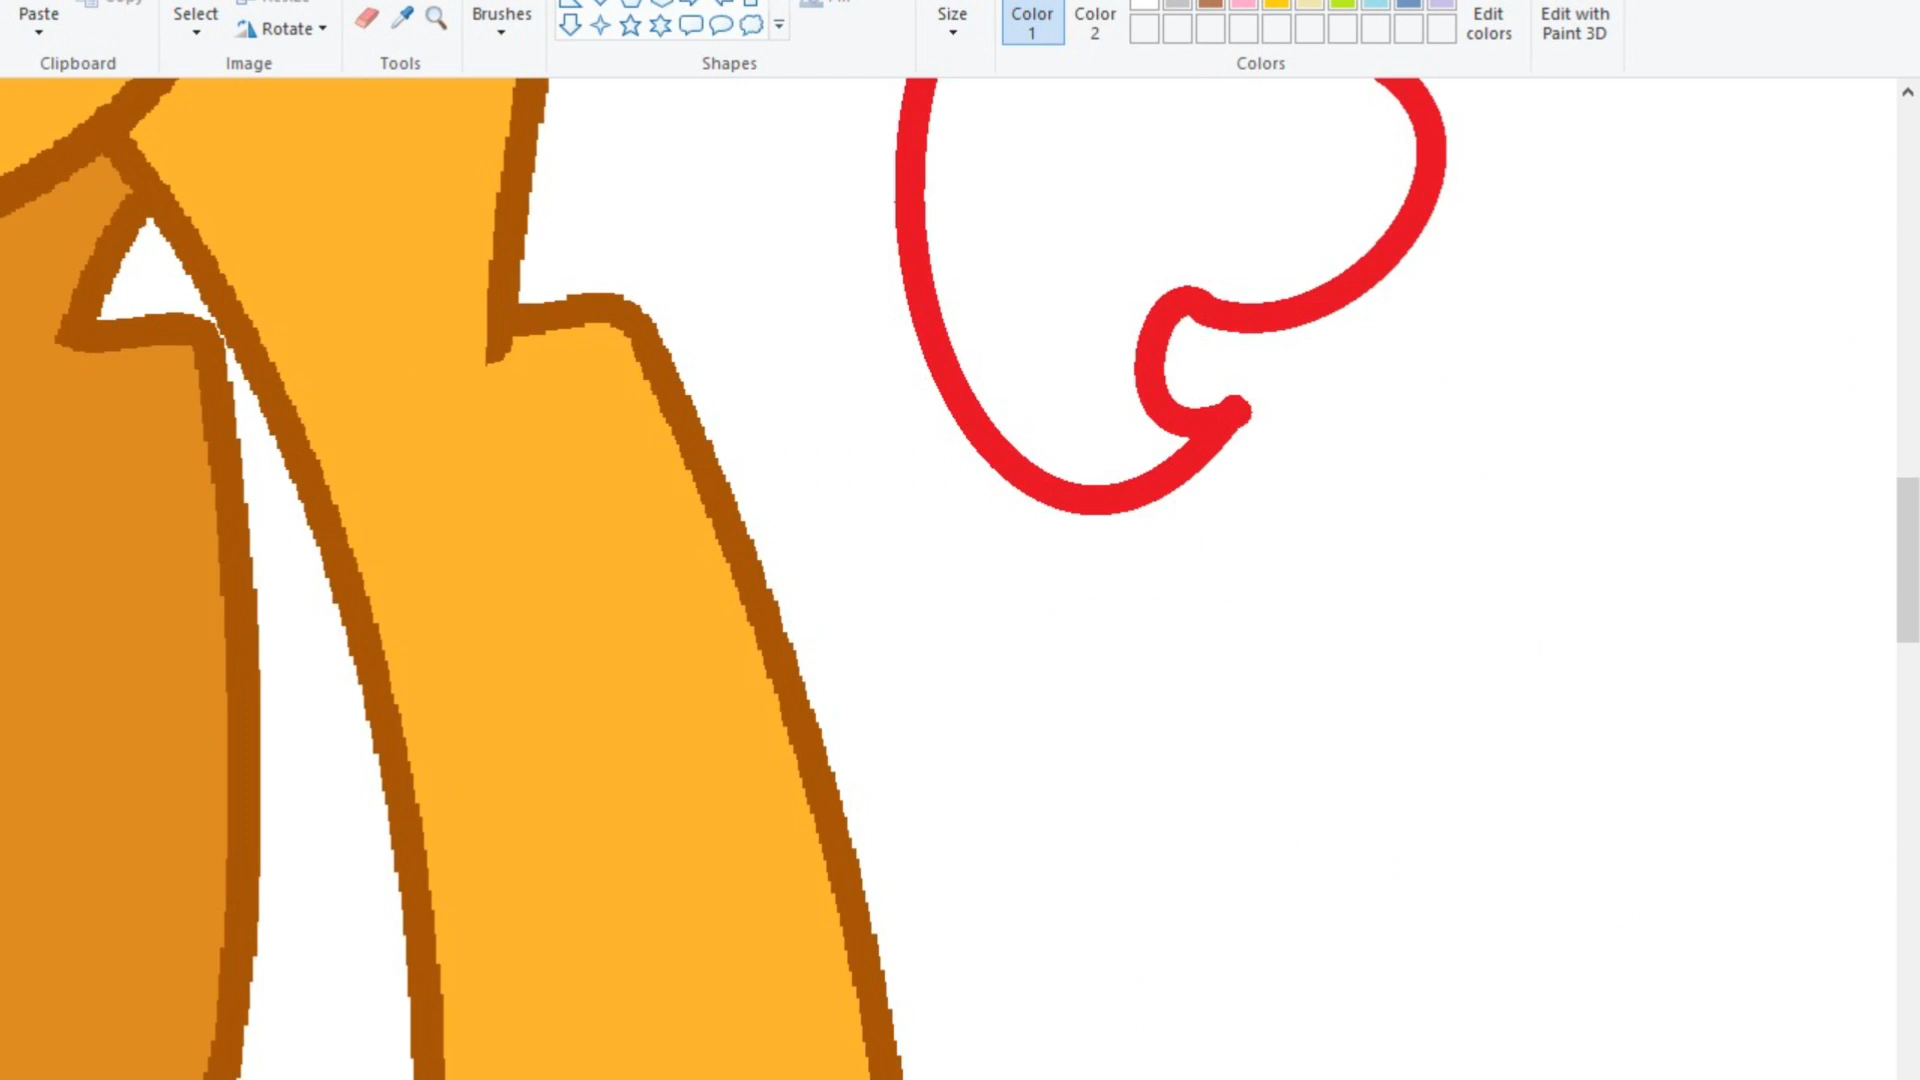 Paste
Select
Rotate
Brushes
Size
Color
1
Color
2
Edit
colors
Edit with
Paint 3D
Clipboard
Image
Tools
Shapes
Colors